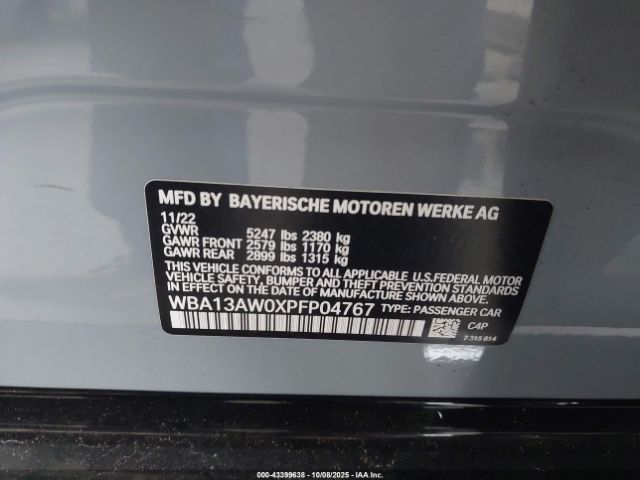 MFD BY BAYERISCHE MOTOREN WERKE AG
11/22
GVWR 5247 lbs 2380 kg
GAWR FRONT 2579 lbs 1170 kg
GAWR REAR 2899 lbs 1315 kg
THIS VEHICLE CONFORMS TO ALL APPLICABLE U.S.FEDERAL MOTOR
VEHICLE SAFETY, BUMPER AND THEFT PREVENTION STANDARDS
IN EFFECT ON THE DATE OF MANUFACTURE SHOWN ABOVE.
WBA13AW0XPFP04767 TYPE: PASSENGER CAR
C4P
7 315 814
000-43399638 | 10/08/2025 | IAA Inc.